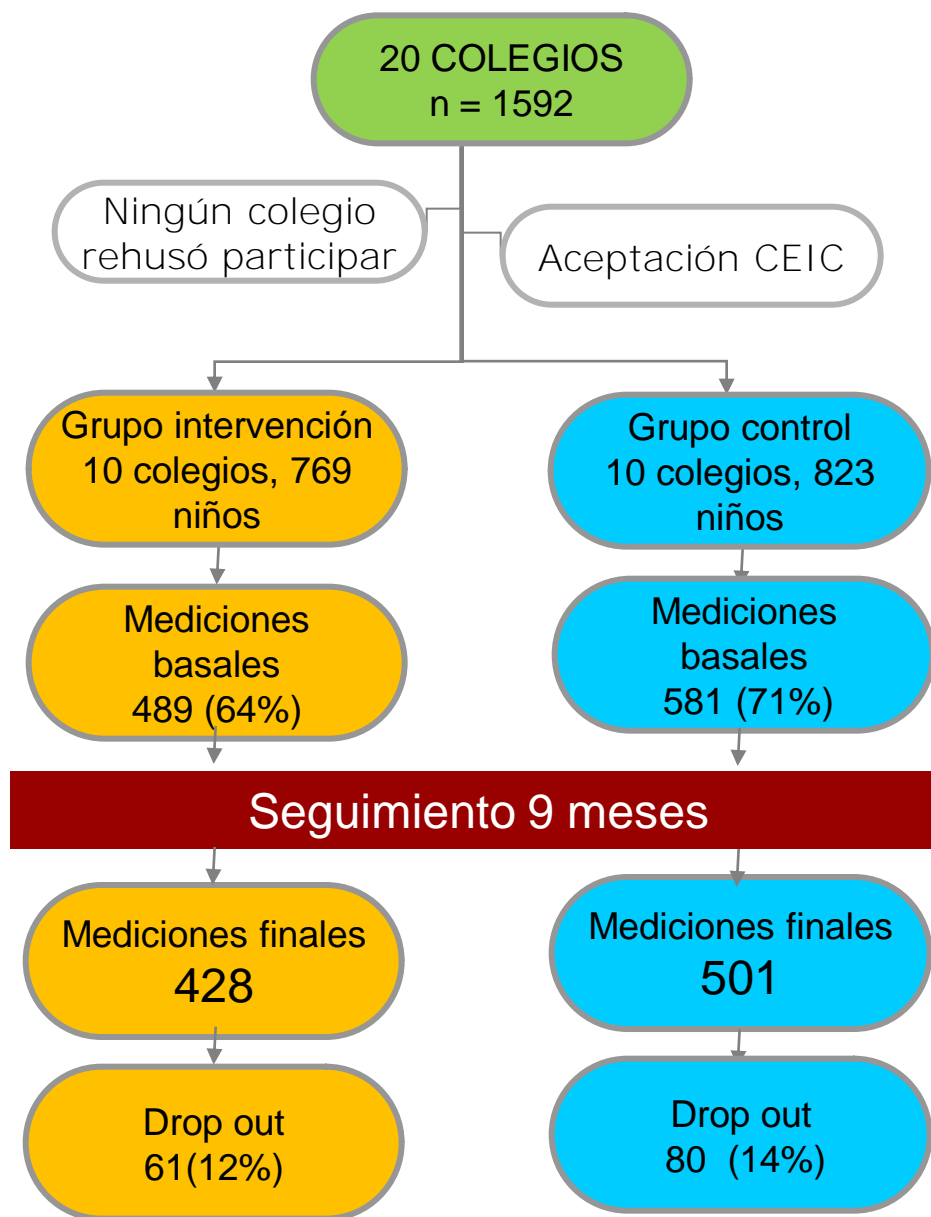 20 COLEGIOS
n = 1592
Ningún colegio
rehusó participar
Aceptación CEIC
Grupo intervención
10 colegios, 769
niños
Grupo control
10 colegios, 823
niños
Mediciones
basales
489 (64%)
Mediciones
basales
581 (71%)
Seguimiento 9 meses
Mediciones finales
428
Mediciones finales
501
Drop out
61(12%)
Drop out
80 (14%)